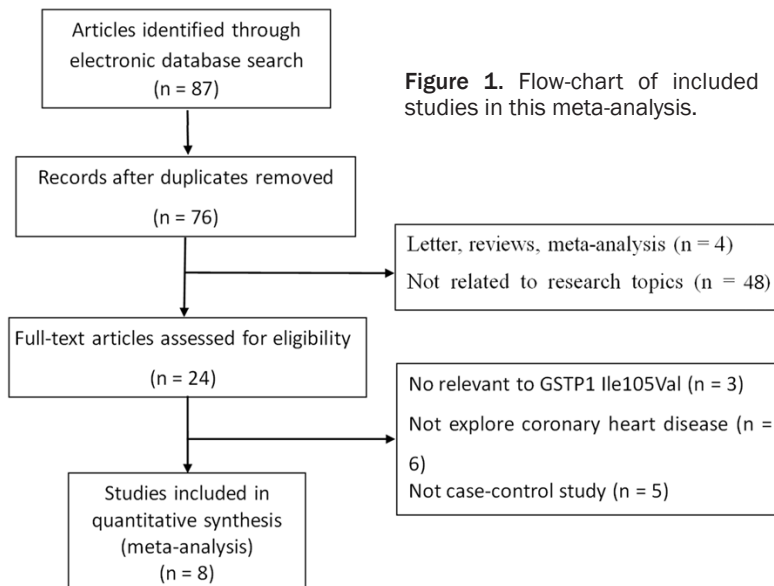 Articles identified through
electronic database search
(n = 87)
Figure 1. Flow-chart of included
studies in this meta-analysis.
Records after duplicates removed
(n = 76)
Letter, reviews, meta-analysis (n = 4)
Not related to research topics (n = 48)
Full-text articles assessed for eligibility
(n = 24)
No relevant to GSTP1 Ile105Val (n = 3)
Not explore coronary heart disease (n =
6)
Not case-control study (n = 5)
Studies included in
quantitative synthesis
(meta-analysis)
(n = 8)